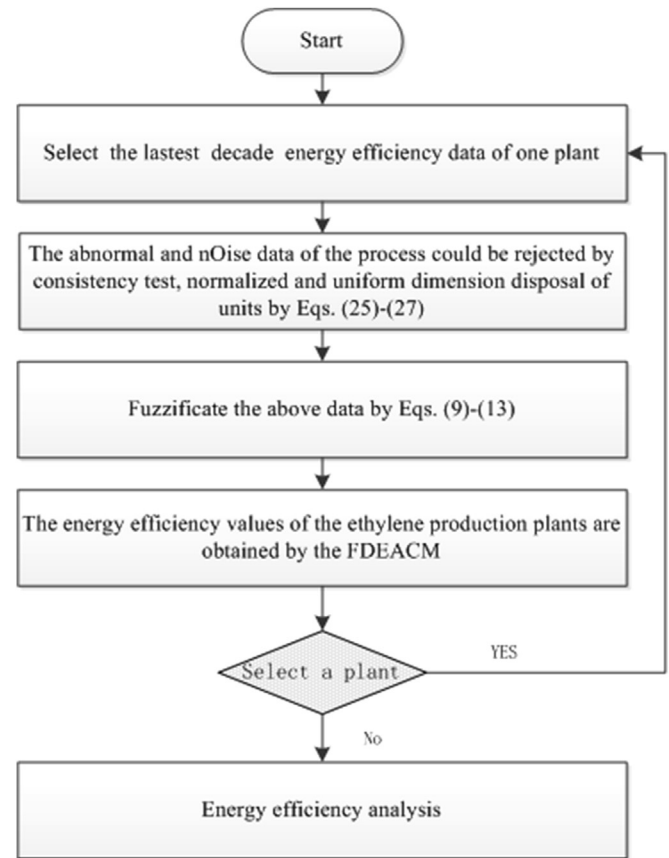 Start
Select the lastest decade energy efficiency data of one plant
The abnormal and nOise data of the process could be rejected by
consistency test, normalized and uniform dimension disposal of
units by Eqs. (25)-(27)
Fuzzificate the above data by Eqs. (9)-(13)
The energy efficiency values of the ethylene production plants are
obtained by the FDEACM
Select a plant
YES
No
Energy efficiency analysis